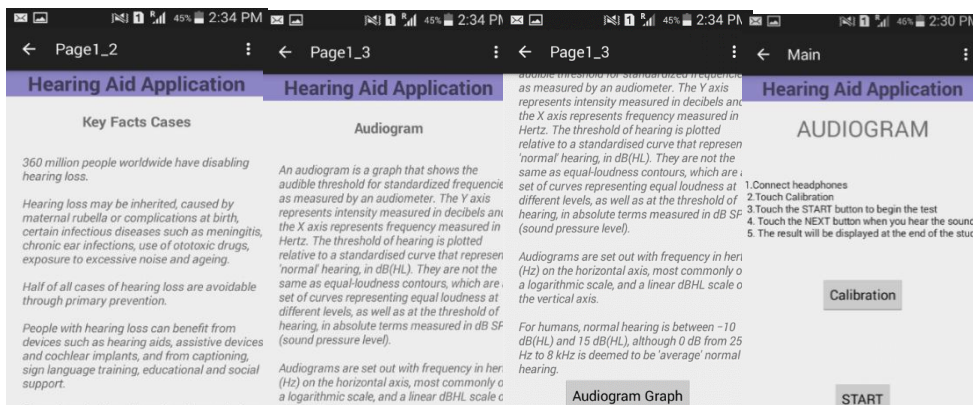 45% 2:34 PM
Page1_2
Hearing Aid Application
Key Facts Cases
360 million people worldwide have disabling
hearing loss.
Hearing loss may be inherited, caused by
maternal rubella or complications at birth,
certain infectious diseases such as meningitis,
chronic ear infections, use of ototoxic drugs,
exposure to excessive noise and ageing.
Half of all cases of hearing loss are avoidable
through primary prevention.
People with hearing loss can benefit from
devices such as hearing aids, assistive devices
and cochlear implants, and from captioning,
sign language training, educational and social
support.
45% 2:34 PM
Page1_3
Hearing Aid Application
Audiogram
An audiogram is a graph that shows the
audible threshold for standardized frequencie
as measured by an audiometer. The Y axis
represents intensity measured in decibels and
the X axis represents frequency measured in
Hertz. The threshold of hearing is plotted
relative to a standardised curve that represen
'normal' hearing, in dB(HL). They are not the
same as equal-loudness contours, which are
set of curves representing equal loudness at
different levels, as well as at the threshold of
hearing, in absolute terms measured in dB SP
(sound pressure level).
Audiograms are set out with frequency in her
(Hz) on the horizontal axis, most commonly o
a logarithmic scale, and a linear dBHL scale o
45% 2:34 PM
Page1_3
Hearing Aid Application
audible threshold for standardized frequencie
as measured by an audiometer. The Y axis
represents intensity measured in decibels and
the X axis represents frequency measured in
Hertz. The threshold of hearing is plotted
relative to a standardised curve that represen
'normal' hearing, in dB(HL). They are not the
same as equal-loudness contours, which are a
set of curves representing equal loudness at
different levels, as well as at the threshold of
hearing, in absolute terms measured in dB SP
(sound pressure level).
Audiograms are set out with frequency in her
(Hz) on the horizontal axis, most commonly o
a logarithmic scale, and a linear dBHL scale o
the vertical axis.
For humans, normal hearing is between −10
dB(HL) and 15 dB(HL), although 0 dB from 25
Hz to 8 kHz is deemed to be 'average' normal
hearing.
Audiogram Graph
46% 2:30 PM
Main
Hearing Aid Application
AUDIOGRAM
1.Connect headphones
2.Touch Calibration
3.Touch the START button to begin the test
4. Touch the NEXT button when you hear the sound
5. The result will be displayed at the end of the stud
Calibration
START